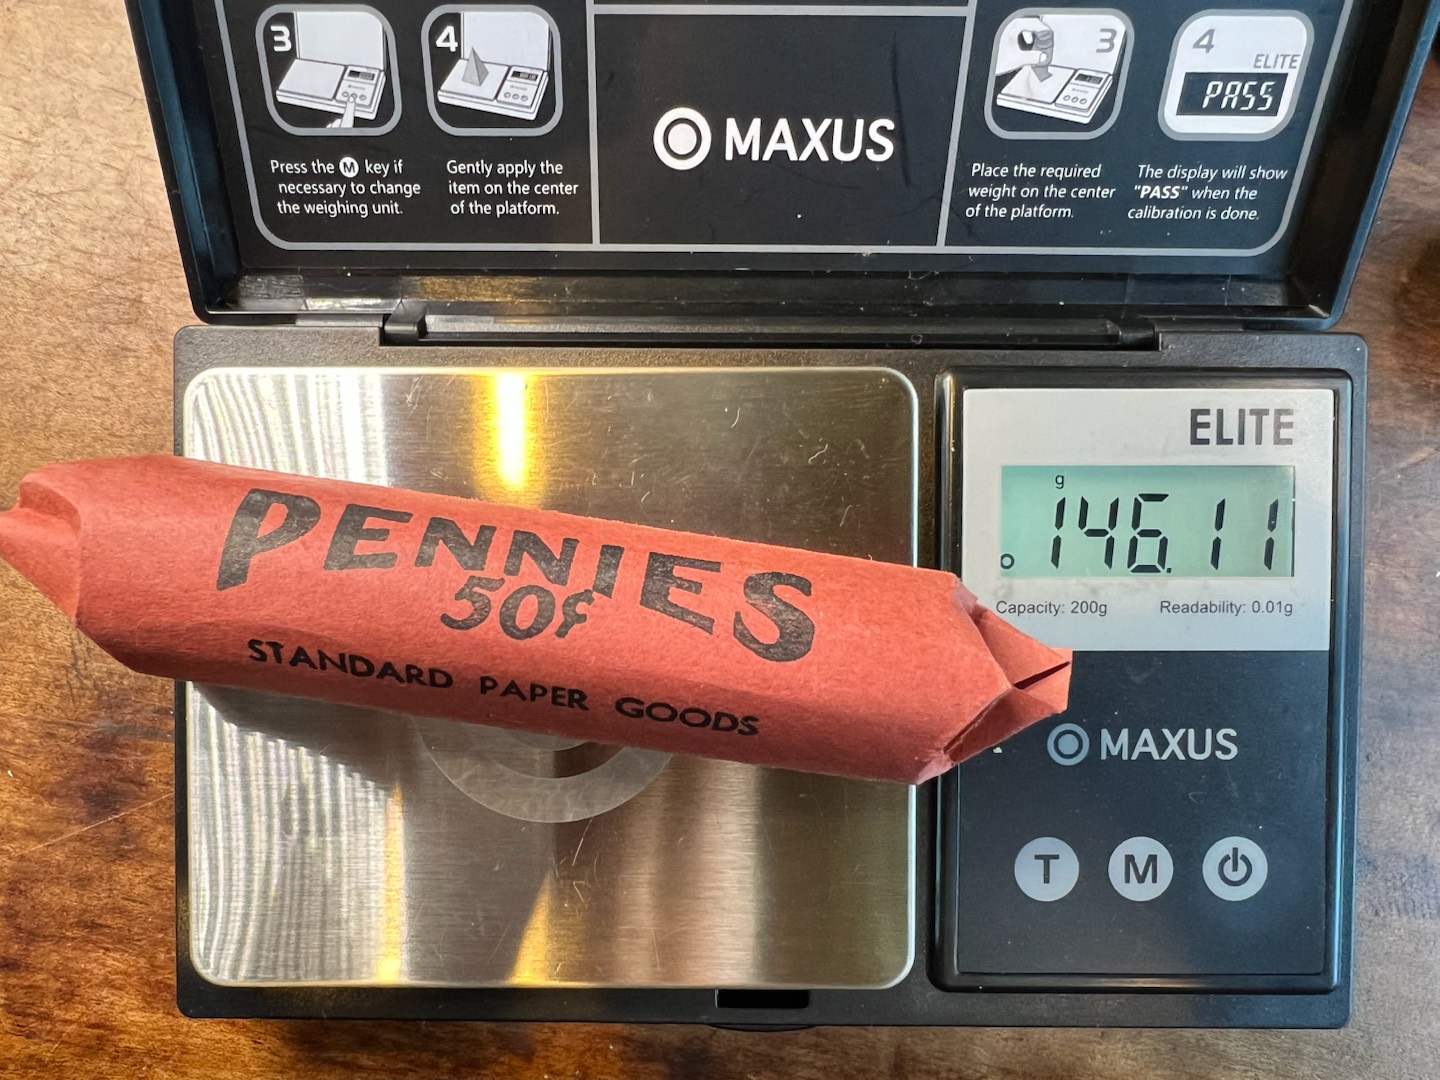 3
Press the M key if
necessary to change
the weighing unit.
4
Gently apply the
item on the center
of the platform.
MAXUS
3
Place the required
weight on the center
of the platform.
4
ELITE
PASS
The display will show
"PASS" when the
calibration is done.
PENNIES
50¢
STANDARD PAPER GOODS
ELITE
g
146.11
Capacity: 200g
Readability: 0.01g
MAXUS
T
M